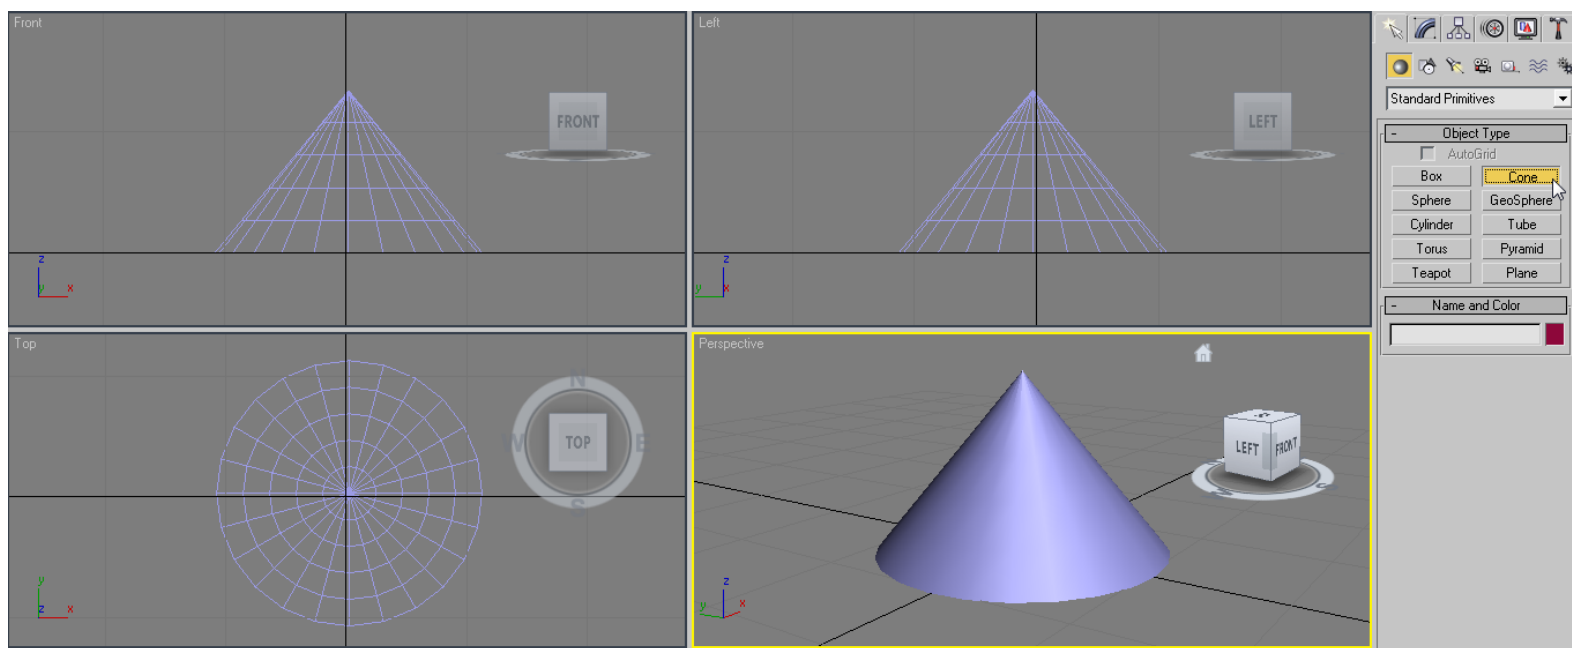 Front
FRONT
z
y x
Left
LEFT
z
y x
Top
N
W TOP E
S
y
z x
Perspective
LEFT FRONT
S
z
y x
Standard Primitives
- Object Type
AutoGrid
Box Cone
Sphere GeoSphere
Cylinder Tube
Torus Pyramid
Teapot Plane
- Name and Color